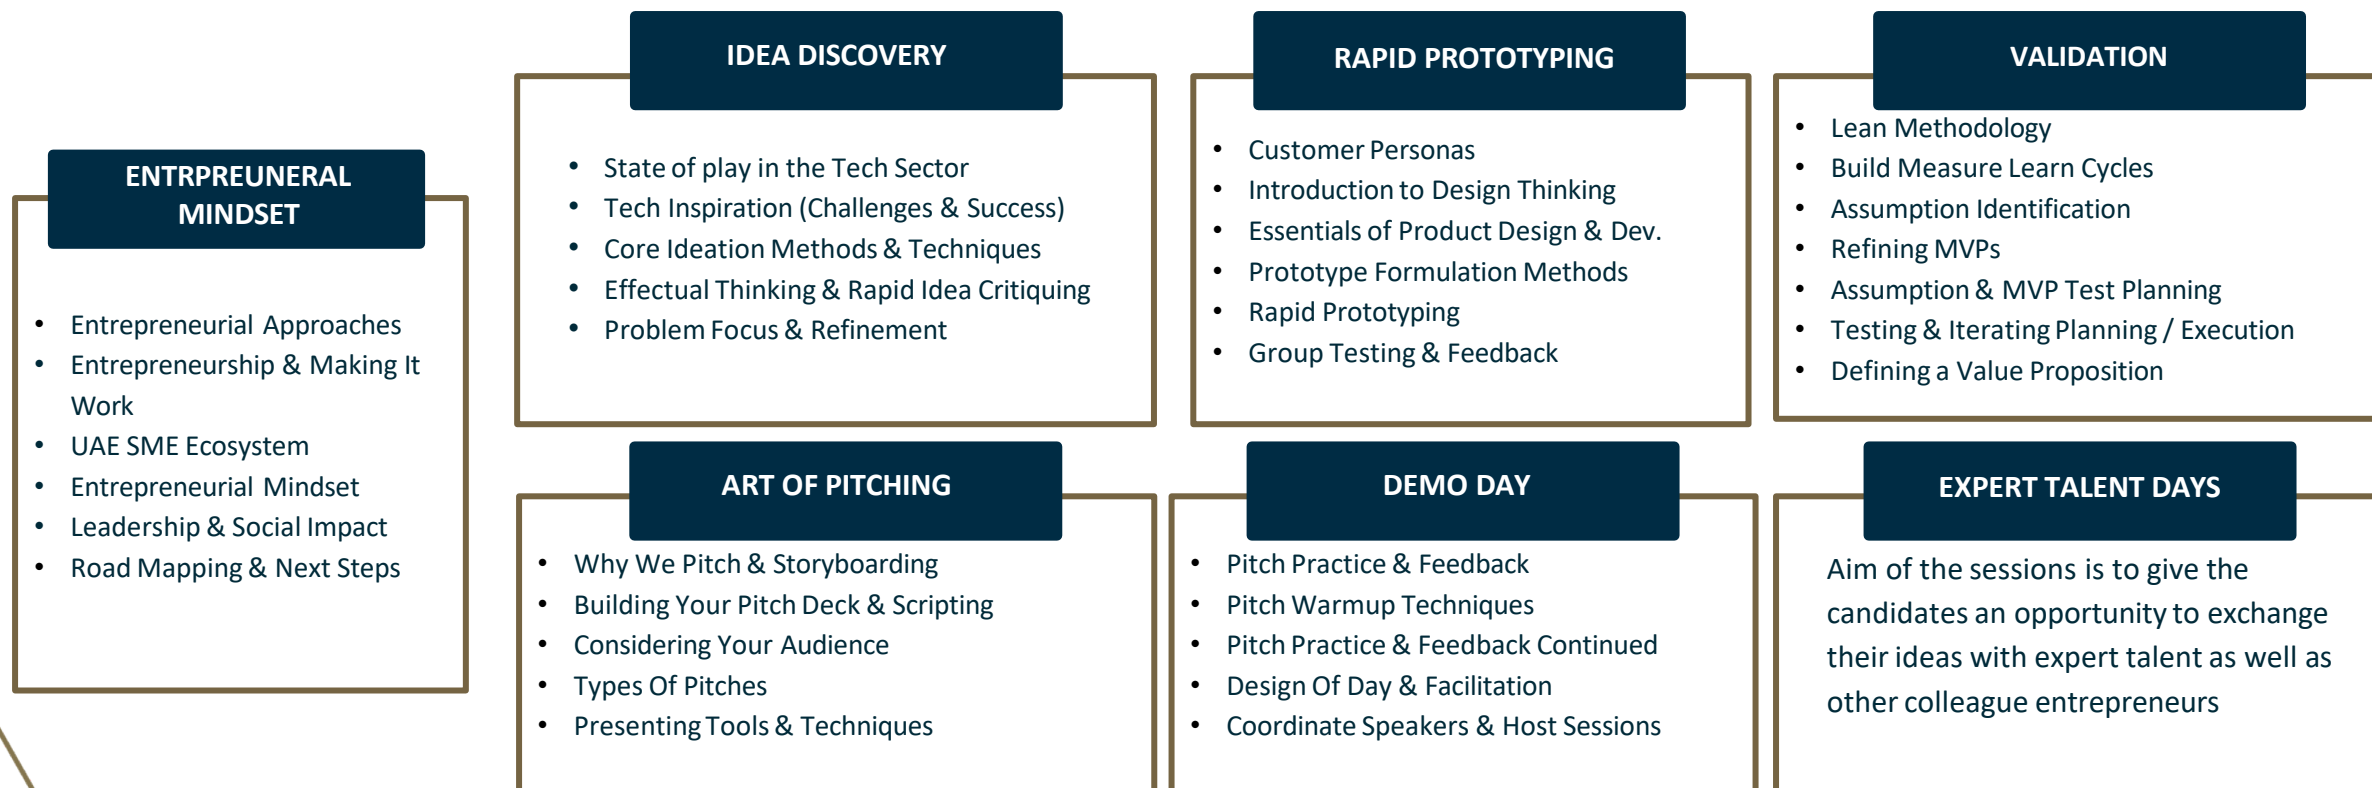 ENTRPREUNERAL
MINDSET
• Entrepreneurial Approaches
• Entrepreneurship & Making It
Work
• UAE SME Ecosystem
• Entrepreneurial Mindset
• Leadership & Social Impact
• Road Mapping & Next Steps
IDEA DISCOVERY
• State of play in the Tech Sector
• Tech Inspiration (Challenges & Success)
• Core Ideation Methods & Techniques
• Effectual Thinking & Rapid Idea Critiquing
• Problem Focus & Refinement
RAPID PROTOTYPING
• Customer Personas
• Introduction to Design Thinking
• Essentials of Product Design & Dev.
• Prototype Formulation Methods
• Rapid Prototyping
• Group Testing & Feedback
VALIDATION
• Lean Methodology
• Build Measure Learn Cycles
• Assumption Identification
• Refining MVPs
• Assumption & MVP Test Planning
• Testing & Iterating Planning / Execution
• Defining a Value Proposition
ART OF PITCHING
• Why We Pitch & Storyboarding
• Building Your Pitch Deck & Scripting
• Considering Your Audience
• Types Of Pitches
• Presenting Tools & Techniques
DEMO DAY
• Pitch Practice & Feedback
• Pitch Warmup Techniques
• Pitch Practice & Feedback Continued
• Design Of Day & Facilitation
• Coordinate Speakers & Host Sessions
EXPERT TALENT DAYS
Aim of the sessions is to give the
candidates an opportunity to exchange
their ideas with expert talent as well as
other colleague entrepreneurs